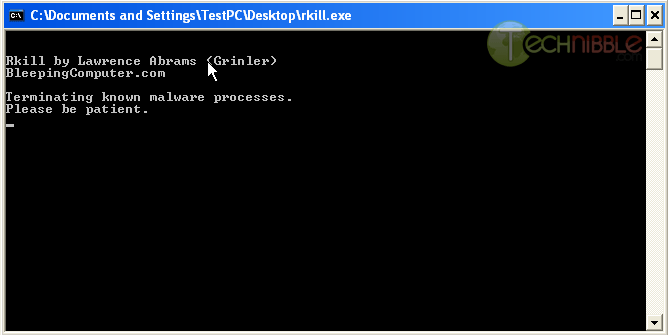 C:\Documents and Settings\TestPC\Desktop\rkill.exe
TECHNIBBLE
.com
Rkill by Lawrence Abrams (Grinler)
BleepingComputer.com
Terminating known malware processes.
Please be patient.